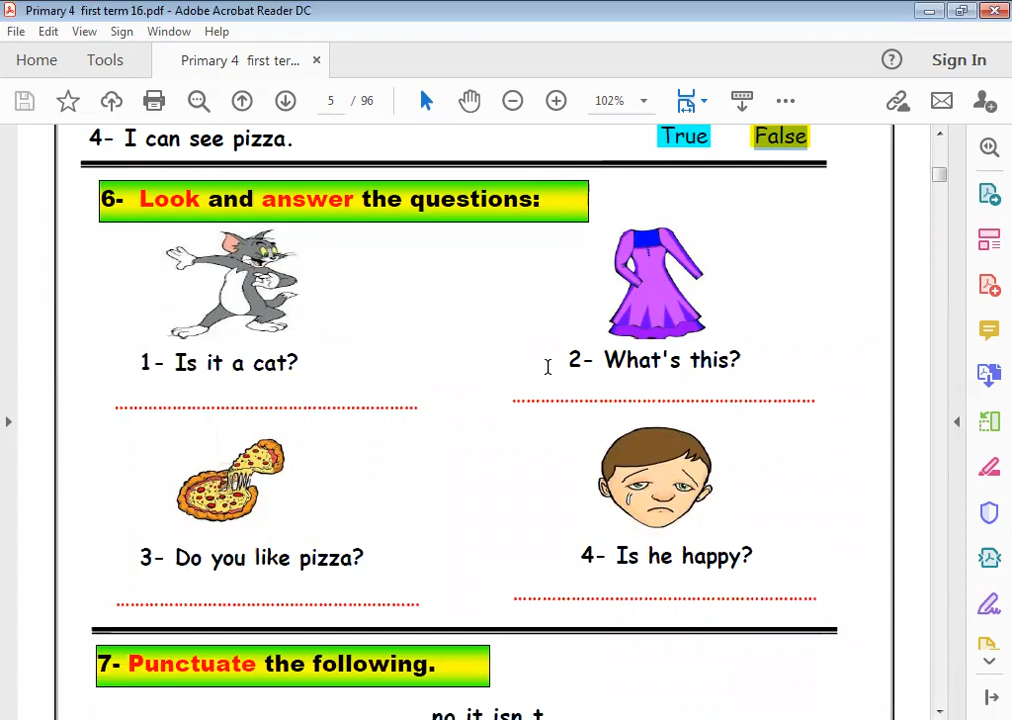 Primary 4 first term 16.pdf - Adobe Acrobat Reader DC
File Edit View Sign Window Help
Home Tools Primary 4 first ter... × Sign In
5 / 96 102%
4- I can see pizza. True False
6- Look and answer the questions:
1- Is it a cat? 2- What's this?
........................................................ ........................................................
3- Do you like pizza? 4- Is he happy?
........................................................ ........................................................
7- Punctuate the following.
no it isn t